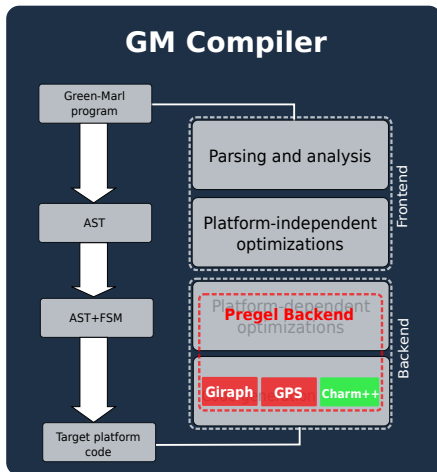 GM Compiler
Green-Marl
program
Parsing and analysis
Platform-independent
optimizations
Frontend
AST
Platform-dependent
optimizations
Pregel Backend
AST+FSM
Backend
Giraph
GPS
Charm++
Target platform
code